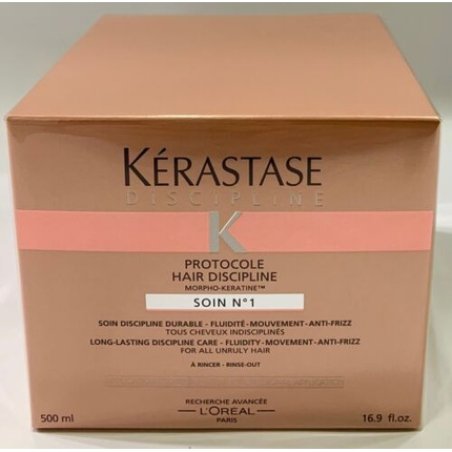 KÉRASTASE
DISCIPLINE
K
PROTOCOLE
HAIR DISCIPLINE
MORPHO-KERATINE™
SOIN N°1
SOIN DISCIPLINE DURABLE - FLUIDITÉ - MOUVEMENT - ANTI-FRIZZ
TOUS CHEVEUX INDISCIPLINÉS
LONG-LASTING DISCIPLINE CARE - FLUIDITY - MOVEMENT - ANTI-FRIZZ
FOR ALL UNRULY HAIR
À RINCER - RINSE-OUT
RECHERCHE AVANCÉE
500 ml L'ORÉAL 16.9 fl.oz.
PARIS